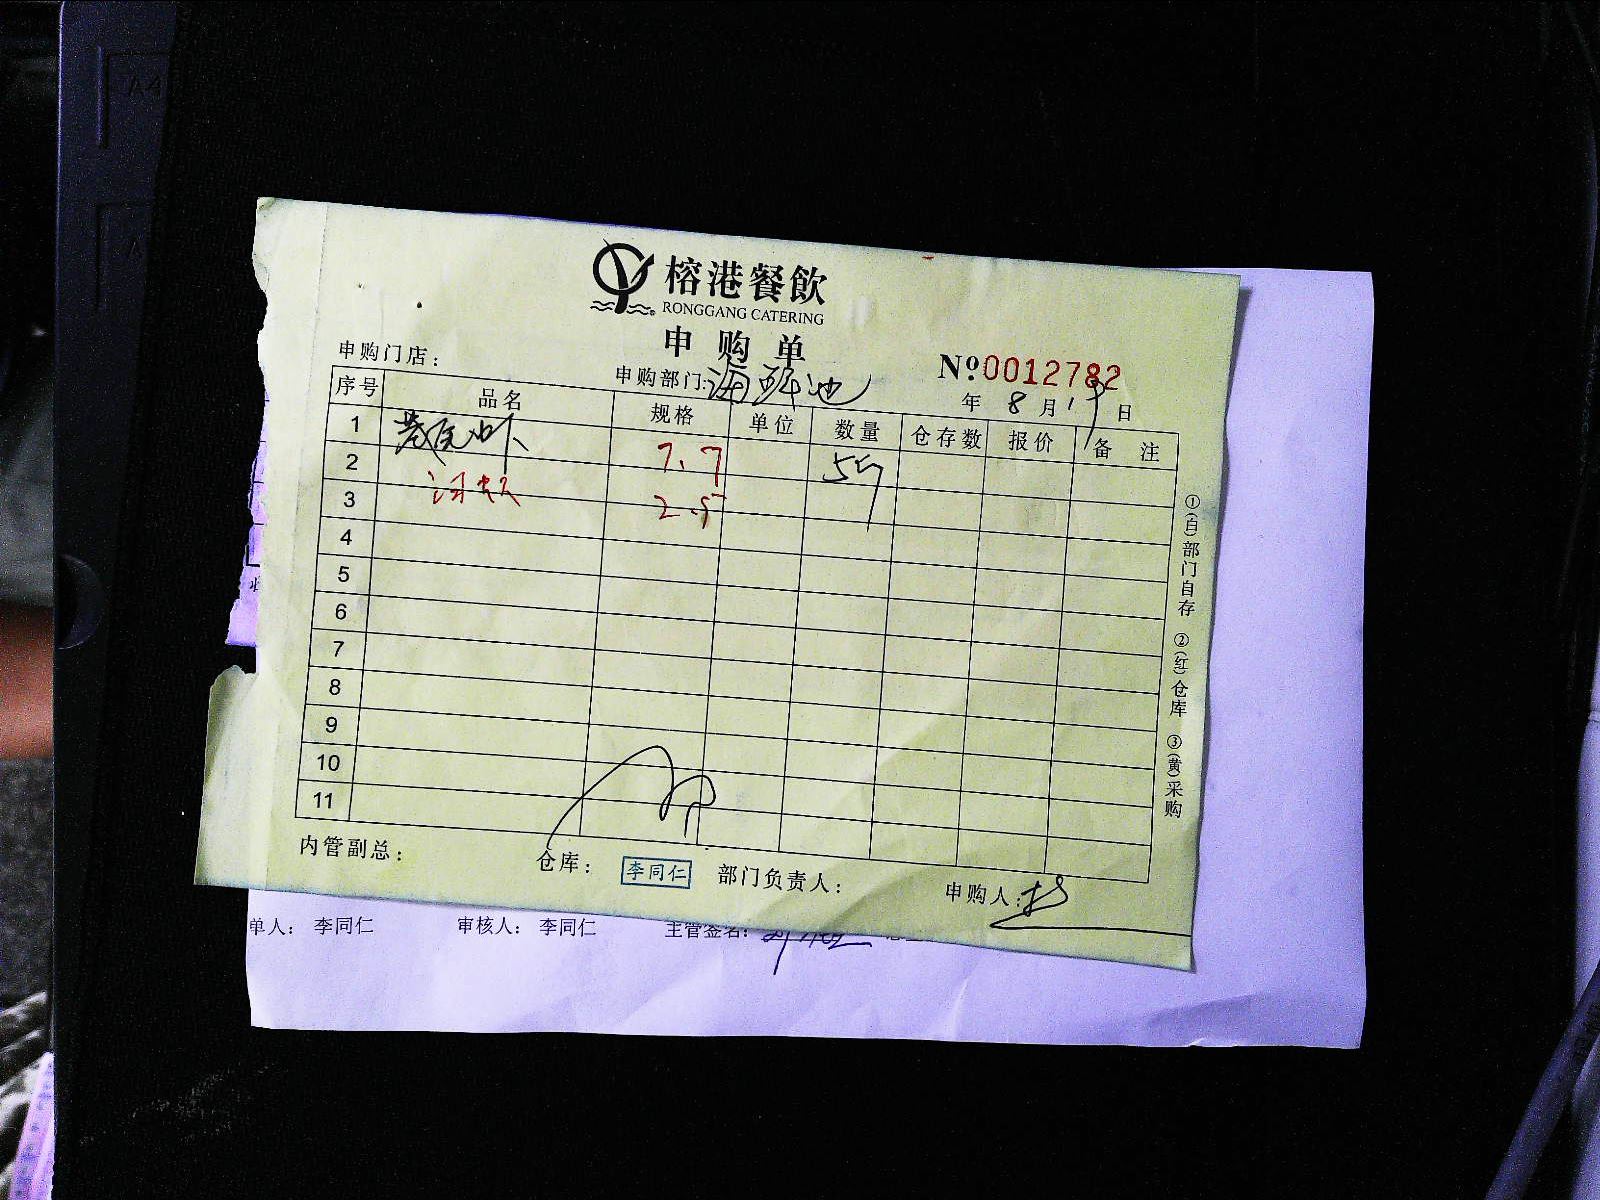 榕港餐飲
RONGGANG CATERING
申购单
申购门店：
申购部门：海鲜池
Nº 0012782
年 8 月 19 日
序号 品名 规格 单位 数量 仓存数 报价 备 注
1
2 7.7
3 河虾 2.5
4
5
6
7
8
9
10
11
①(白)部门自存 ②(红)仓库 ③(黄)采购
内管副总： 仓库： 李同仁 部门负责人： 申购人：
单人： 李同仁 审核人： 李同仁 主管签名：